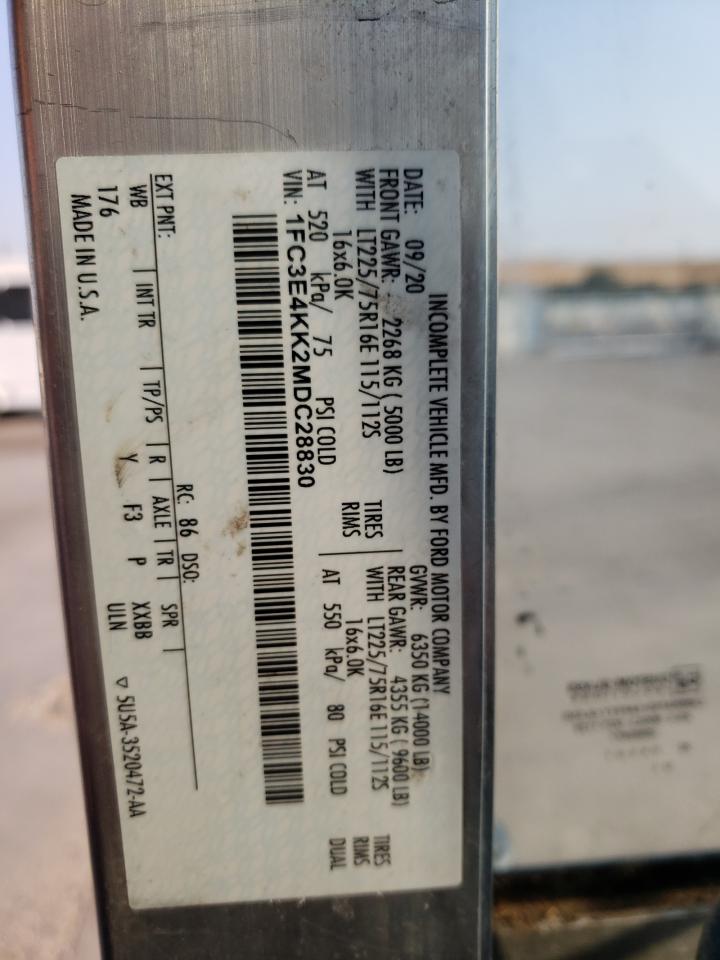 INCOMPLETE VEHICLE MFD. BY FORD MOTOR COMPANY
DATE: 09/20 GVWR: 6350 KG (14000 LB)
FRONT GAWR: 2268 KG ( 5000 LB) REAR GAWR: 4355 KG ( 9600 LB)
WITH LT225/75R16E 115/112S TIRES WITH LT225/75R16E 115/112S TIRES
16x6.0K RIMS 16x6.0K RIMS
AT 520 kPa/ 75 PSI COLD AT 550 kPa/ 80 PSI COLD DUAL
VIN: 1FC3E4KK2MDC28830
EXT PNT: RC: 86 DSO:
WB | INT TR | TP/PS | R | AXLE | TR | SPR |
176 Y F3 P XXBB
MADE IN U.S.A. ULN
▽ 5U5A-3520472-AA